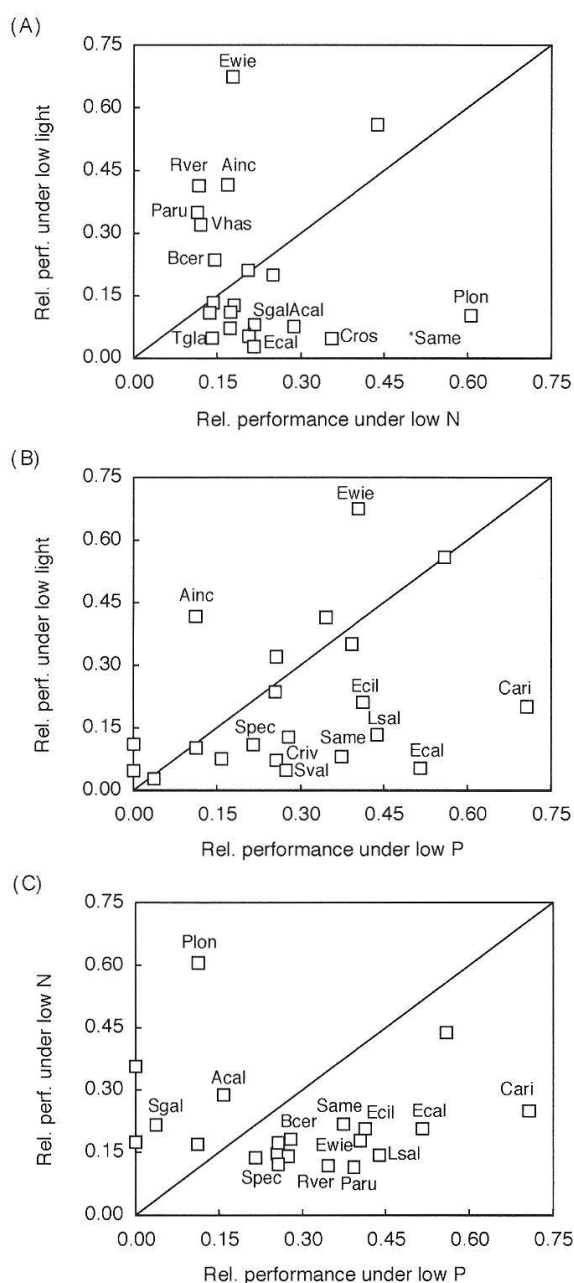 (A)
0.75
Ewie
0.60
Rver Ainc
0.45
Paru Vhas
0.30
Bcer
0.15
SgalAcal
Plon
Tgla Ecal Cros *Same
0.00
0.00 0.15 0.30 0.45 0.60 0.75
Rel. perf. under low light
Rel. performance under low N
(B)
0.75
Ewie
0.60
Ainc
0.45
0.30
Ecil Cari
Lsal
0.15
Spec Same
Criv Ecal
Sval
0.00
0.00 0.15 0.30 0.45 0.60 0.75
Rel. perf. under low light
Rel. performance under low P
(C)
0.75
Plon
0.60
0.45
Acal
0.30
Sgal Bcer Same Ecil Ecal Cari
0.15
Ewie Lsal
Spec Rver Paru
0.00
0.00 0.15 0.30 0.45 0.60 0.75
Rel. performance under low N
Rel. performance under low P